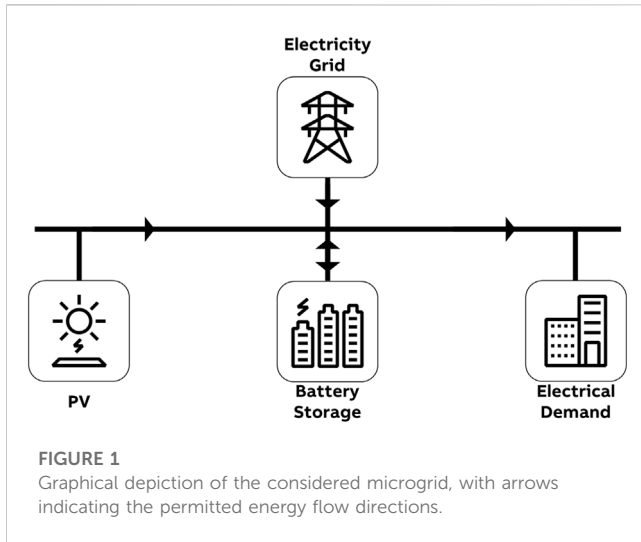 Electricity
Grid
PV
Battery
Storage
Electrical
Demand
FIGURE 1
Graphical depiction of the considered microgrid, with arrows
indicating the permitted energy flow directions.